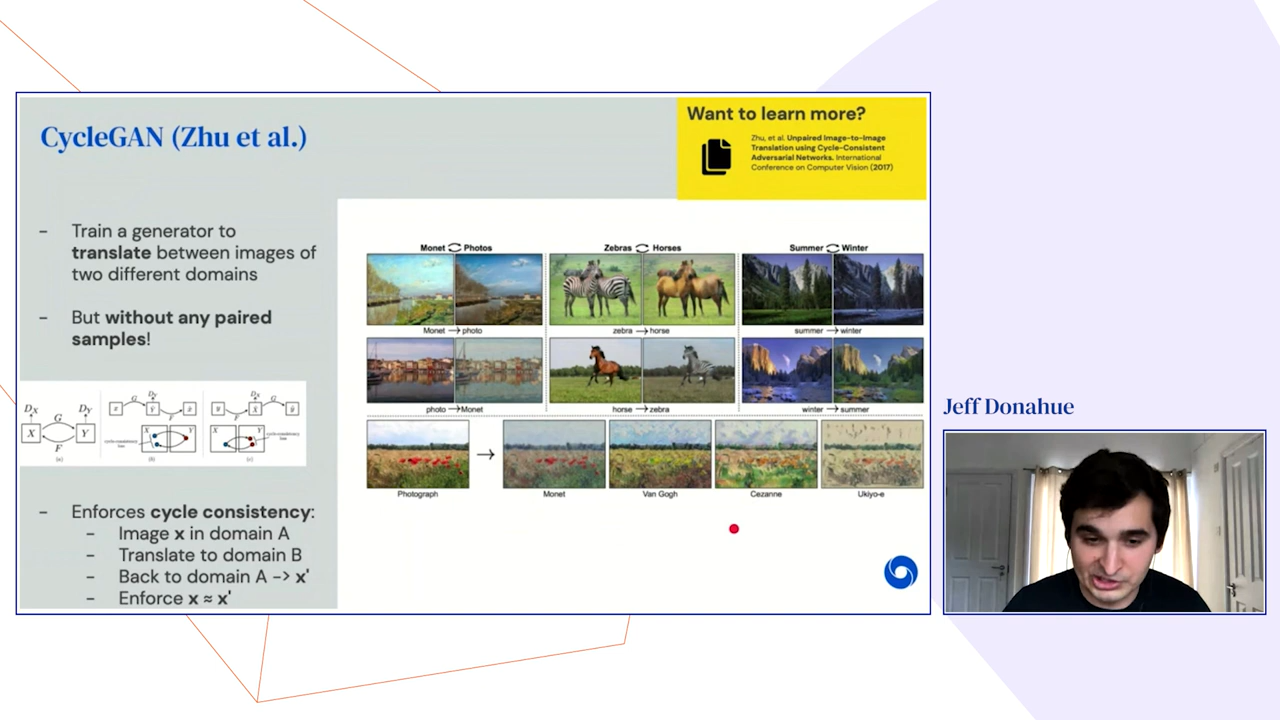 CycleGAN (Zhu et al.)
Want to learn more?
Zhu, et al. Unpaired Image-to-Image
Translation using Cycle-Consistent
Adversarial Networks. International
Conference on Computer Vision (2017)
- Train a generator to
translate between images of
two different domains
- But without any paired
samples!
D_X
D_Y
G
X
Y
F
(a)
(b)
(c)
- Enforces cycle consistency:
- Image x in domain A
- Translate to domain B
- Back to domain A -> x'
- Enforce x ≈ x'
Monet Photos
Zebras Horses
Summer Winter
Monet → photo
zebra → horse
summer → winter
photo → Monet
horse → zebra
winter → summer
Photograph
→
Monet
Van Gogh
Cezanne
Ukiyo-e
Jeff Donahue